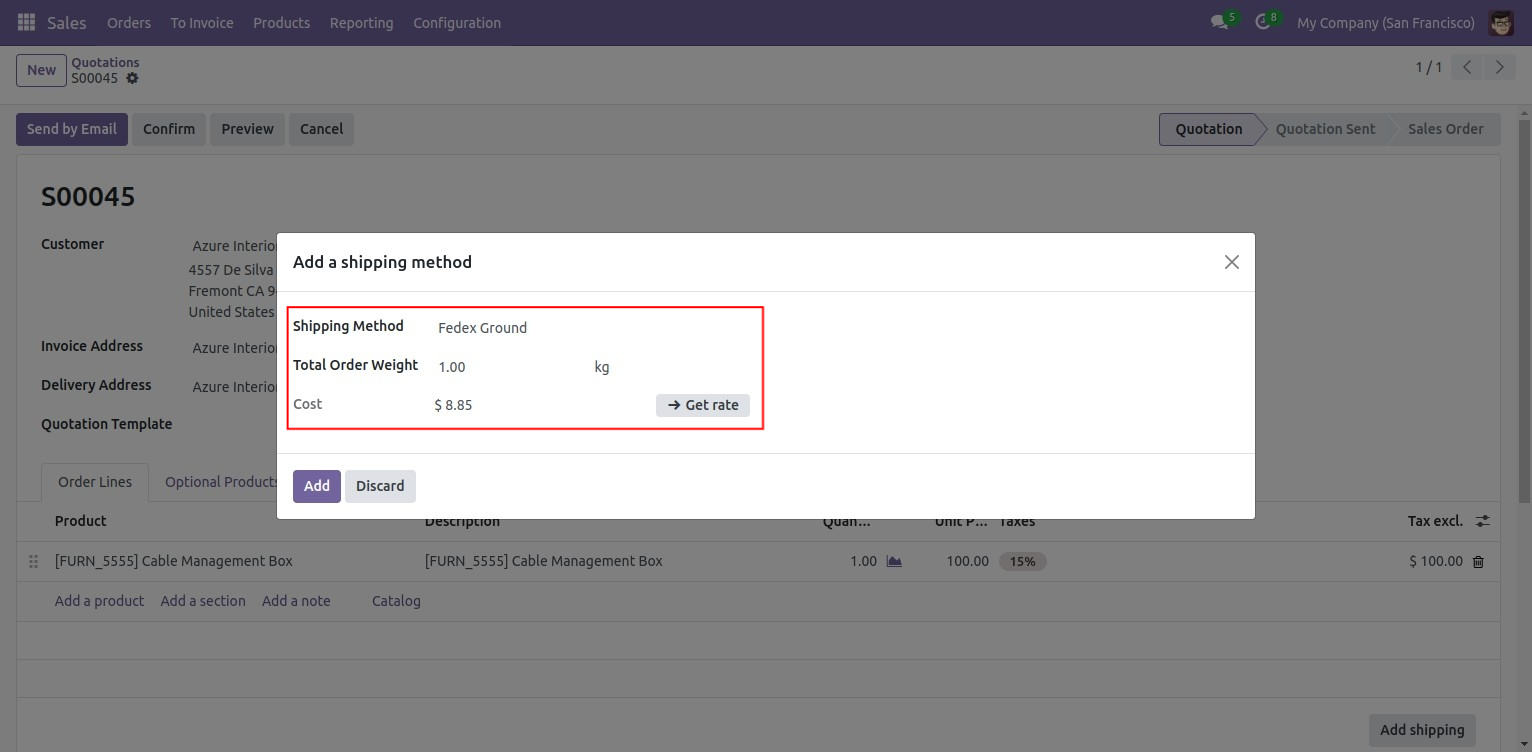 Sales Orders To Invoice Products Reporting Configuration 5 8 My Company (San Francisco)
New Quotations 1 / 1
S00045
Send by Email Confirm Preview Cancel Quotation Quotation Sent Sales Order
S00045
Customer Azure Interio
4557 De Silva
Fremont CA 9
United States
Invoice Address Azure Interio
Delivery Address Azure Interio
Quotation Template
Add a shipping method
Shipping Method Fedex Ground
Total Order Weight 1.00 kg
Cost $ 8.85 Get rate
Add Discard
Order Lines Optional Products
Product Description Quan... Unit P... Taxes Tax excl.
[FURN_5555] Cable Management Box [FURN_5555] Cable Management Box 1.00 100.00 15% $ 100.00
Add a product Add a section Add a note Catalog
Add shipping